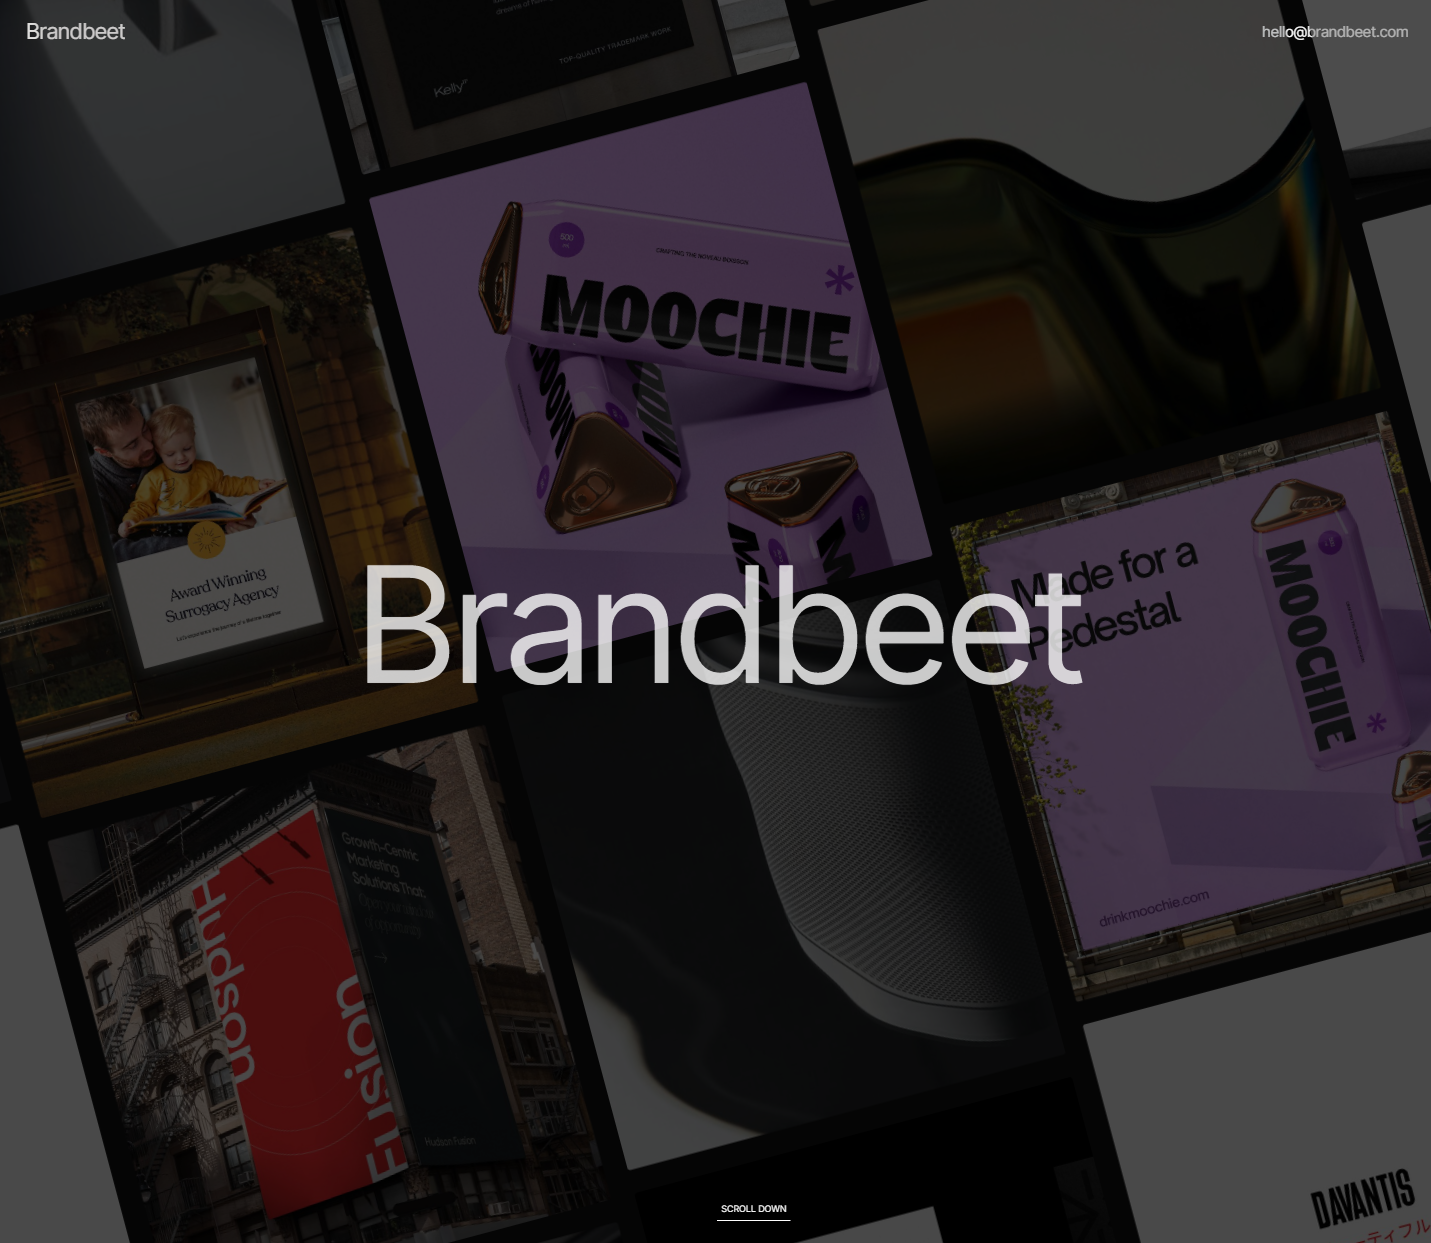 Brandbeet
hello@brandbeet.com
TOP-QUALITY TRADEMARK WORK
Kelly"
500
CRAFTING THE NOVEAU BOISSON
*
MOOCHIE
Award Winning
Surrogacy Agency
Made for a
Pedestal
MOOCHIE
*
drinkmoochie.com
Brandbeet
Growth-Centric
Marketing
Solutions That:
→
Hudson
Fusion
Hudson Fusion
DAVANTIS
SCROLL DOWN